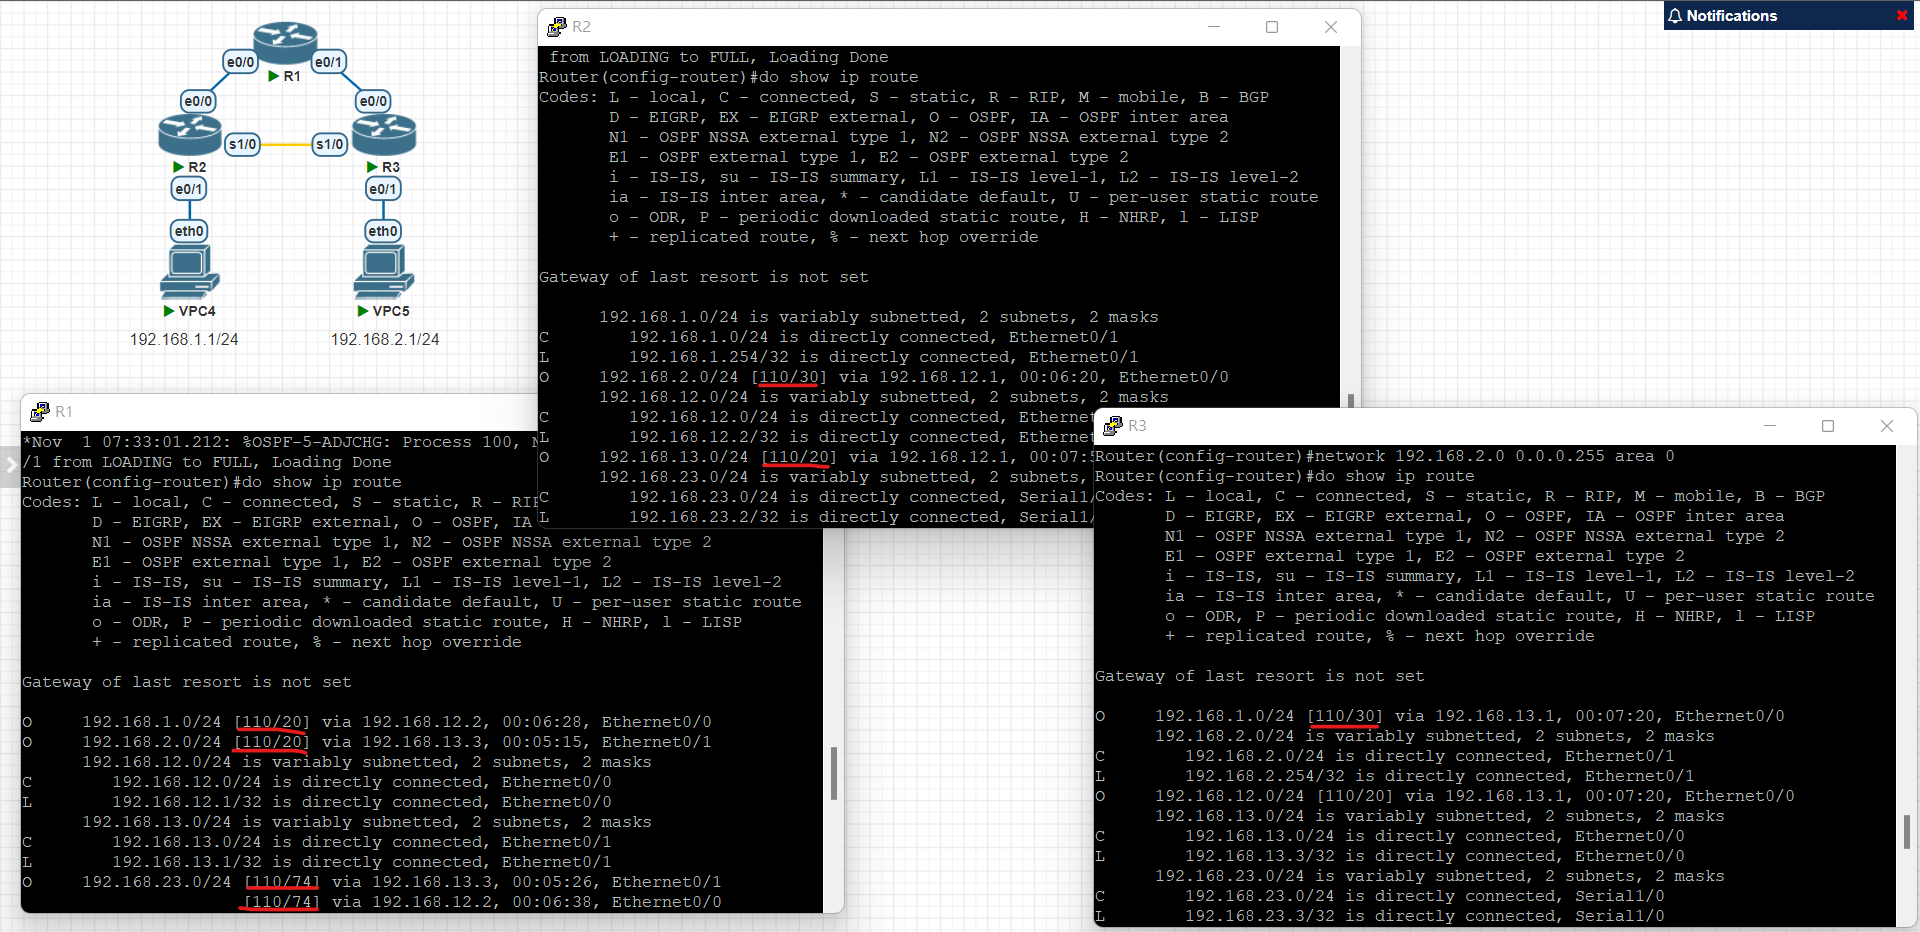 Notifications
e0/0
e0/1
R1
e0/0
e0/0
s1/0
s1/0
R2
R3
e0/1
e0/1
eth0
eth0
VPC4
VPC5
192.168.1.1/24
192.168.2.1/24
R2
from LOADING to FULL, Loading Done
Router(config-router)#do show ip route
Codes: L - local, C - connected, S - static, R - RIP, M - mobile, B - BGP
D - EIGRP, EX - EIGRP external, O - OSPF, IA - OSPF inter area
N1 - OSPF NSSA external type 1, N2 - OSPF NSSA external type 2
E1 - OSPF external type 1, E2 - OSPF external type 2
i - IS-IS, su - IS-IS summary, L1 - IS-IS level-1, L2 - IS-IS level-2
ia - IS-IS inter area, * - candidate default, U - per-user static route
o - ODR, P - periodic downloaded static route, H - NHRP, l - LISP
+ - replicated route, % - next hop override
Gateway of last resort is not set
192.168.1.0/24 is variably subnetted, 2 subnets, 2 masks
C 192.168.1.0/24 is directly connected, Ethernet0/1
L 192.168.1.254/32 is directly connected, Ethernet0/1
O 192.168.2.0/24 [110/30] via 192.168.12.1, 00:06:20, Ethernet0/0
192.168.12.0/24 is variably subnetted, 2 subnets, 2 masks
C 192.168.12.0/24 is directly connected, Ethe
L 192.168.12.2/32 is directly connected, Ethe
O 192.168.13.0/24 [110/20] via 192.168.12.1, 00:07:
192.168.23.0/24 is variably subnetted, 2 subnets,
C 192.168.23.0/24 is directly connected, Serial1/
L 192.168.23.2/32 is directly connected, Serial1/
R1
*Nov  1 07:33:01.212: %OSPF-5-ADJCHG: Process 100, N
/1 from LOADING to FULL, Loading Done
Router(config-router)#do show ip route
Codes: L - local, C - connected, S - static, R - RIP
D - EIGRP, EX - EIGRP external, O - OSPF, IA
N1 - OSPF NSSA external type 1, N2 - OSPF NSSA external type 2
E1 - OSPF external type 1, E2 - OSPF external type 2
i - IS-IS, su - IS-IS summary, L1 - IS-IS level-1, L2 - IS-IS level-2
ia - IS-IS inter area, * - candidate default, U - per-user static route
o - ODR, P - periodic downloaded static route, H - NHRP, l - LISP
+ - replicated route, % - next hop override
Gateway of last resort is not set
O 192.168.1.0/24 [110/20] via 192.168.12.2, 00:06:28, Ethernet0/0
O 192.168.2.0/24 [110/20] via 192.168.13.3, 00:05:15, Ethernet0/1
192.168.12.0/24 is variably subnetted, 2 subnets, 2 masks
C 192.168.12.0/24 is directly connected, Ethernet0/0
L 192.168.12.1/32 is directly connected, Ethernet0/0
192.168.13.0/24 is variably subnetted, 2 subnets, 2 masks
C 192.168.13.0/24 is directly connected, Ethernet0/1
L 192.168.13.1/32 is directly connected, Ethernet0/1
O 192.168.23.0/24 [110/74] via 192.168.13.3, 00:05:26, Ethernet0/1
[110/74] via 192.168.12.2, 00:06:38, Ethernet0/0
R3
Router(config-router)#network 192.168.2.0 0.0.0.255 area 0
Router(config-router)#do show ip route
Codes: L - local, C - connected, S - static, R - RIP, M - mobile, B - BGP
D - EIGRP, EX - EIGRP external, O - OSPF, IA - OSPF inter area
N1 - OSPF NSSA external type 1, N2 - OSPF NSSA external type 2
E1 - OSPF external type 1, E2 - OSPF external type 2
i - IS-IS, su - IS-IS summary, L1 - IS-IS level-1, L2 - IS-IS level-2
ia - IS-IS inter area, * - candidate default, U - per-user static route
o - ODR, P - periodic downloaded static route, H - NHRP, l - LISP
+ - replicated route, % - next hop override
Gateway of last resort is not set
O 192.168.1.0/24 [110/30] via 192.168.13.1, 00:07:20, Ethernet0/0
192.168.2.0/24 is variably subnetted, 2 subnets, 2 masks
C 192.168.2.0/24 is directly connected, Ethernet0/1
L 192.168.2.254/32 is directly connected, Ethernet0/1
O 192.168.12.0/24 [110/20] via 192.168.13.1, 00:07:20, Ethernet0/0
192.168.13.0/24 is variably subnetted, 2 subnets, 2 masks
C 192.168.13.0/24 is directly connected, Ethernet0/0
L 192.168.13.3/32 is directly connected, Ethernet0/0
192.168.23.0/24 is variably subnetted, 2 subnets, 2 masks
C 192.168.23.0/24 is directly connected, Serial1/0
L 192.168.23.3/32 is directly connected, Serial1/0